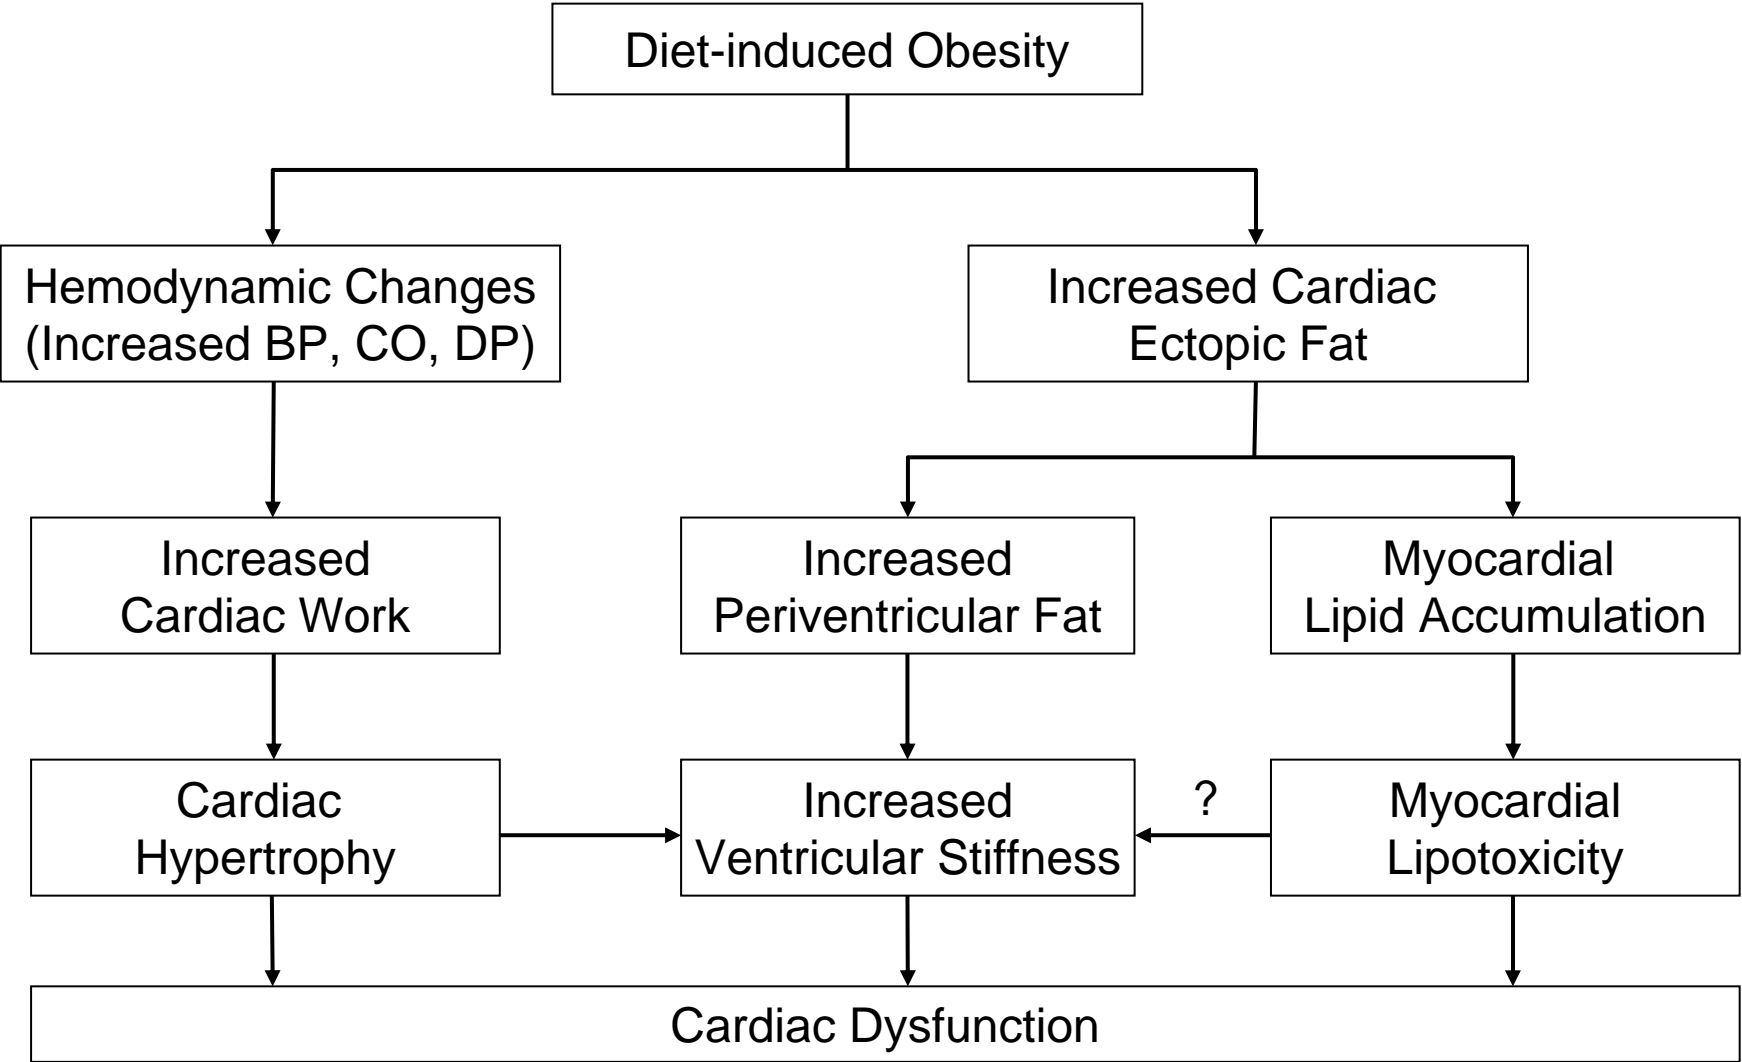 Diet-induced Obesity
Hemodynamic Changes
(Increased BP, CO, DP)
Increased Cardiac
Ectopic Fat
Increased
Cardiac Work
Increased
Periventricular Fat
Myocardial
Lipid Accumulation
Cardiac
Hypertrophy
Increased
Ventricular Stiffness
?
Myocardial
Lipotoxicity
Cardiac Dysfunction